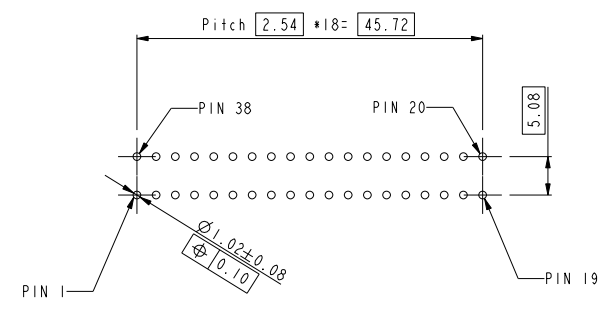 Pitch 2.54 *18= 45.72
PIN 38
PIN 20
5.08
Ø1.02±0.08
⌖ 0.10
PIN 1
PIN 19